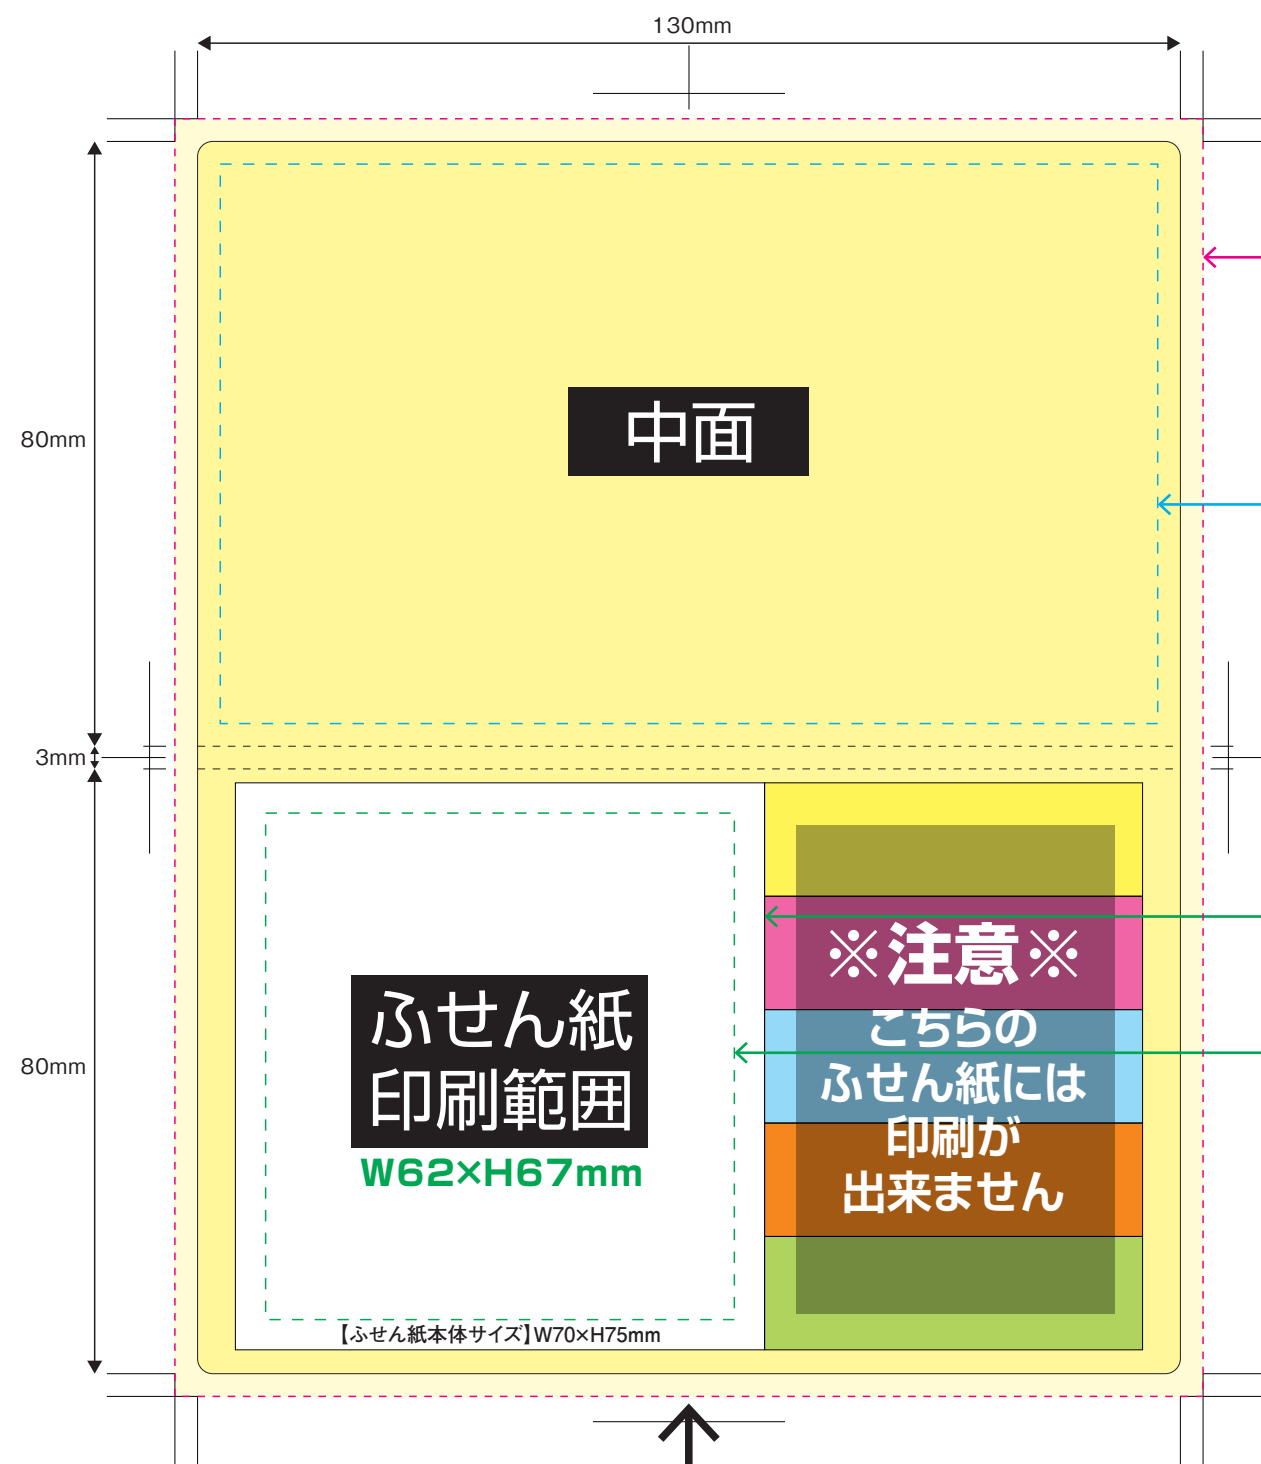 130mm
中面
80mm
3mm
ふせん紙
印刷範囲
W62×H67mm
【ふせん紙本体サイズ】W70×H75mm
※注意※
こちらの
ふせん紙には
印刷が
出来ません
80mm